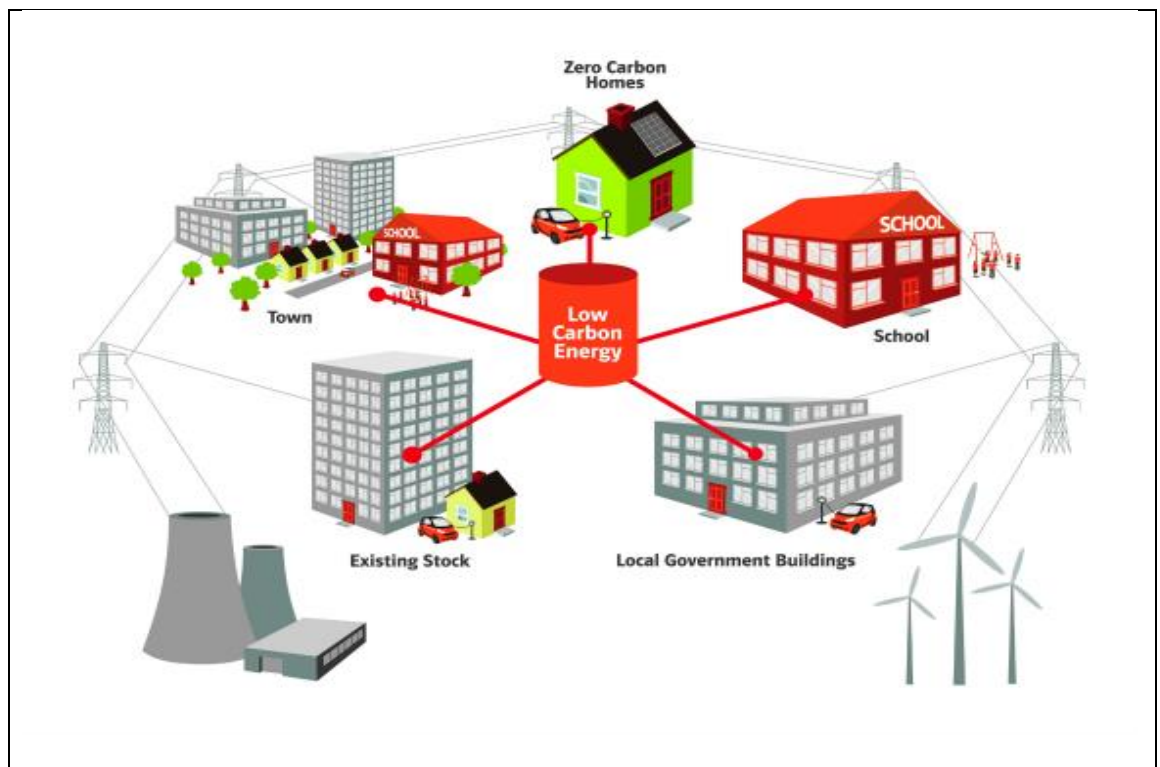 Zero Carbon
Homes
SCHOOL
SCHOOL
Town
Low
Carbon
Energy
School
Existing Stock
Local Government Buildings